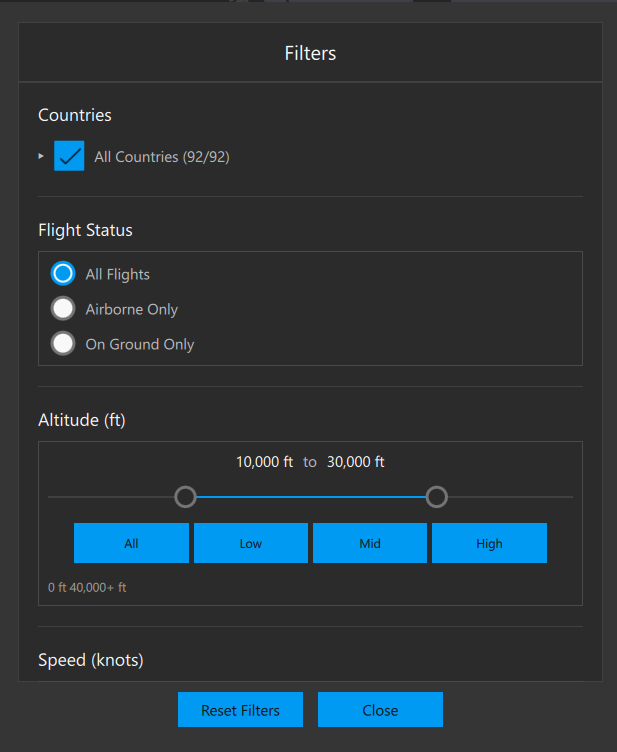 Filters
Countries
All Countries (92/92)
Flight Status
All Flights
Airborne Only
On Ground Only
Altitude (ft)
10,000 ft to 30,000 ft
All Low Mid High
0 ft 40,000+ ft
Speed (knots)
Reset Filters Close